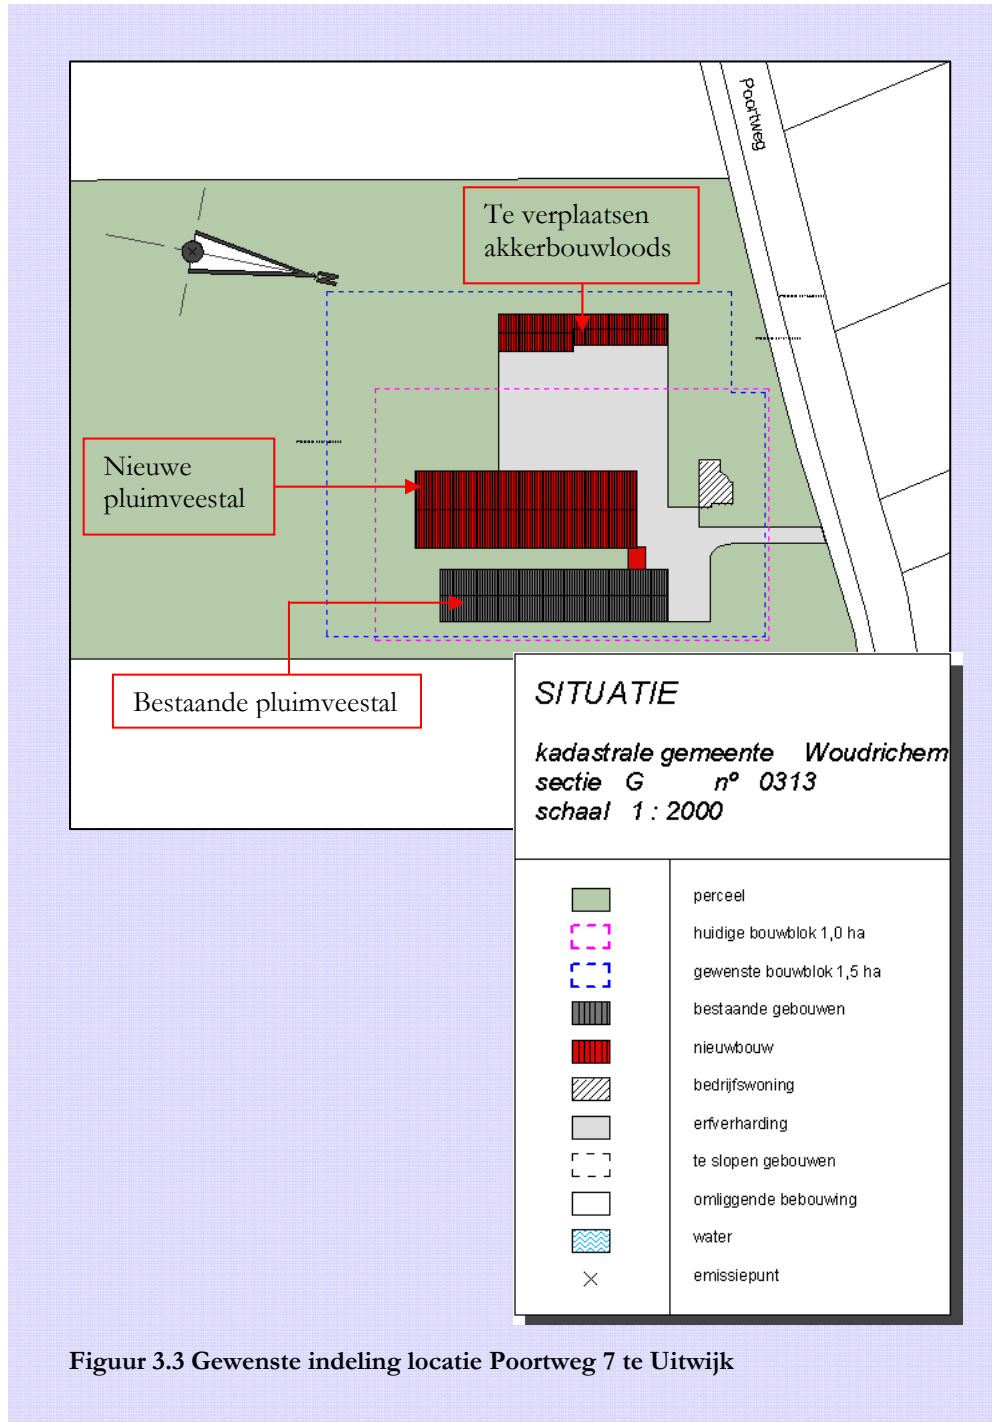 Poortweg
Te verplaatsen
akkerbouwloods
N
Nieuwe
pluimveestal
Bestaande pluimveestal
SITUATIE
kadastrale gemeente Woudrichem
sectie G nº 0313
schaal 1 : 2000
perceel
huidige bouwblok 1,0 ha
gewenste bouwblok 1,5 ha
bestaande gebouwen
nieuwbouw
bedrijfswoning
erfverharding
te slopen gebouwen
omliggende bebouwing
water
emissiepunt
Figuur 3.3 Gewenste indeling locatie Poortweg 7 te Uitwijk